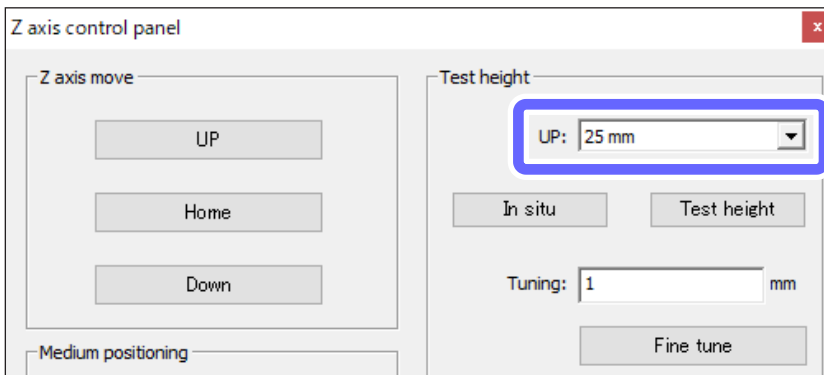 Z axis control panel
x
Z axis move
UP
Home
Down
Medium positioning
Test height
UP: 25 mm
In situ Test height
Tuning: 1 mm
Fine tune